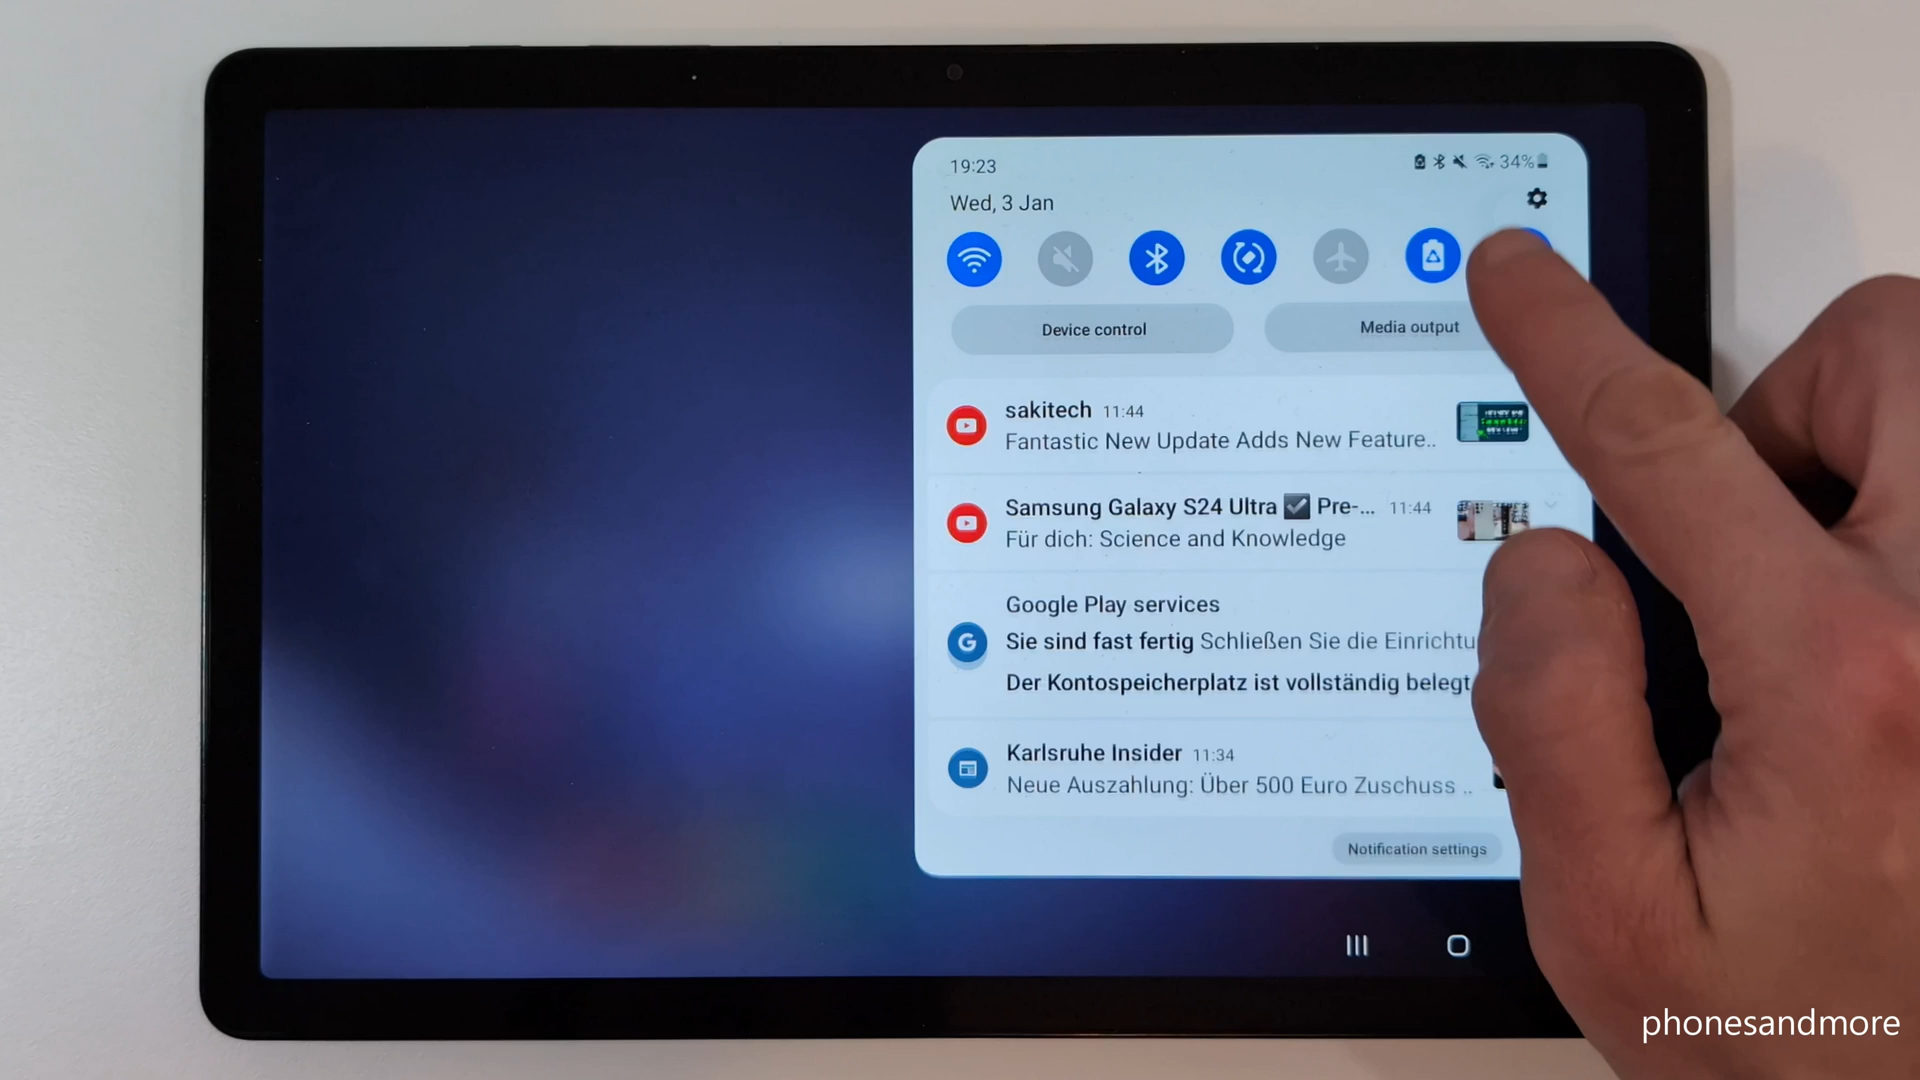 19:23
34%
Wed, 3 Jan
Device control
Media output
sakitech 11:44
Fantastic New Update Adds New Feature..
Samsung Galaxy S24 Ultra ☑ Pre-... 11:44
Für dich: Science and Knowledge
Google Play services
Sie sind fast fertig Schließen Sie die Einrichtu
Der Kontospeicherplatz ist vollständig belegt
Karlsruhe Insider 11:34
Neue Auszahlung: Über 500 Euro Zuschuss ..
Notification settings
phonesandmore